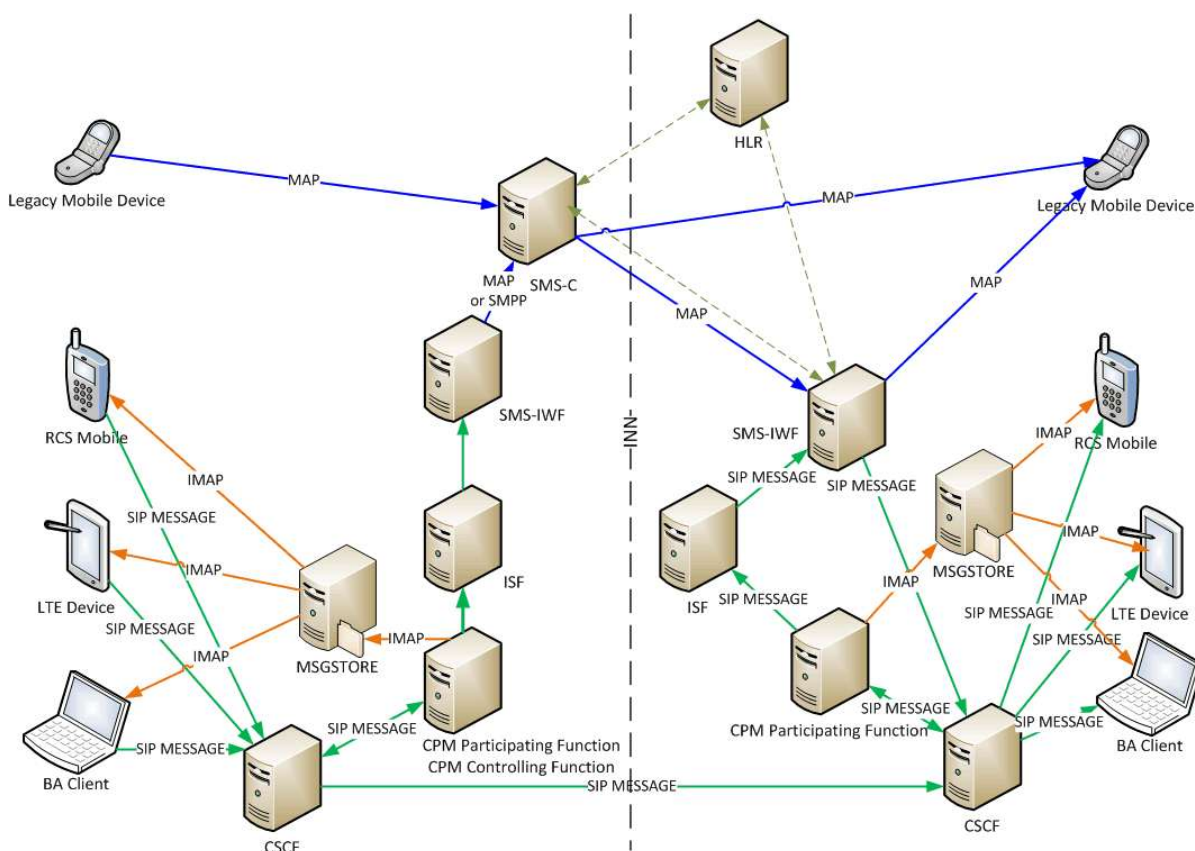 HLR
Legacy Mobile Device
MAP
MAP
Legacy Mobile Device
SMS-C
MAP
or SMPP
MAP
MAP
RCS Mobile
SMS-IWF
NNI
SMS-IWF
IMAP
RCS Mobile
IMAP
SIP MESSAGE
SIP MESSAGE
SIP MESSAGE
IMAP
LTE Device
IMAP
ISF
ISF
SIP MESSAGE
IMAP
MSGSTORE
IMAP
LTE Device
SIP MESSAGE
SIP MESSAGE
SIP MESSAGE
IMAP
MSGSTORE
IMAP
BA Client
SIP MESSAGE
SIP MESSAGE
CPM Participating Function
CPM Controlling Function
CPM Participating Function
SIP MESSAGE
SIP MESSAGE
BA Client
CSCF
SIP MESSAGE
CSCF